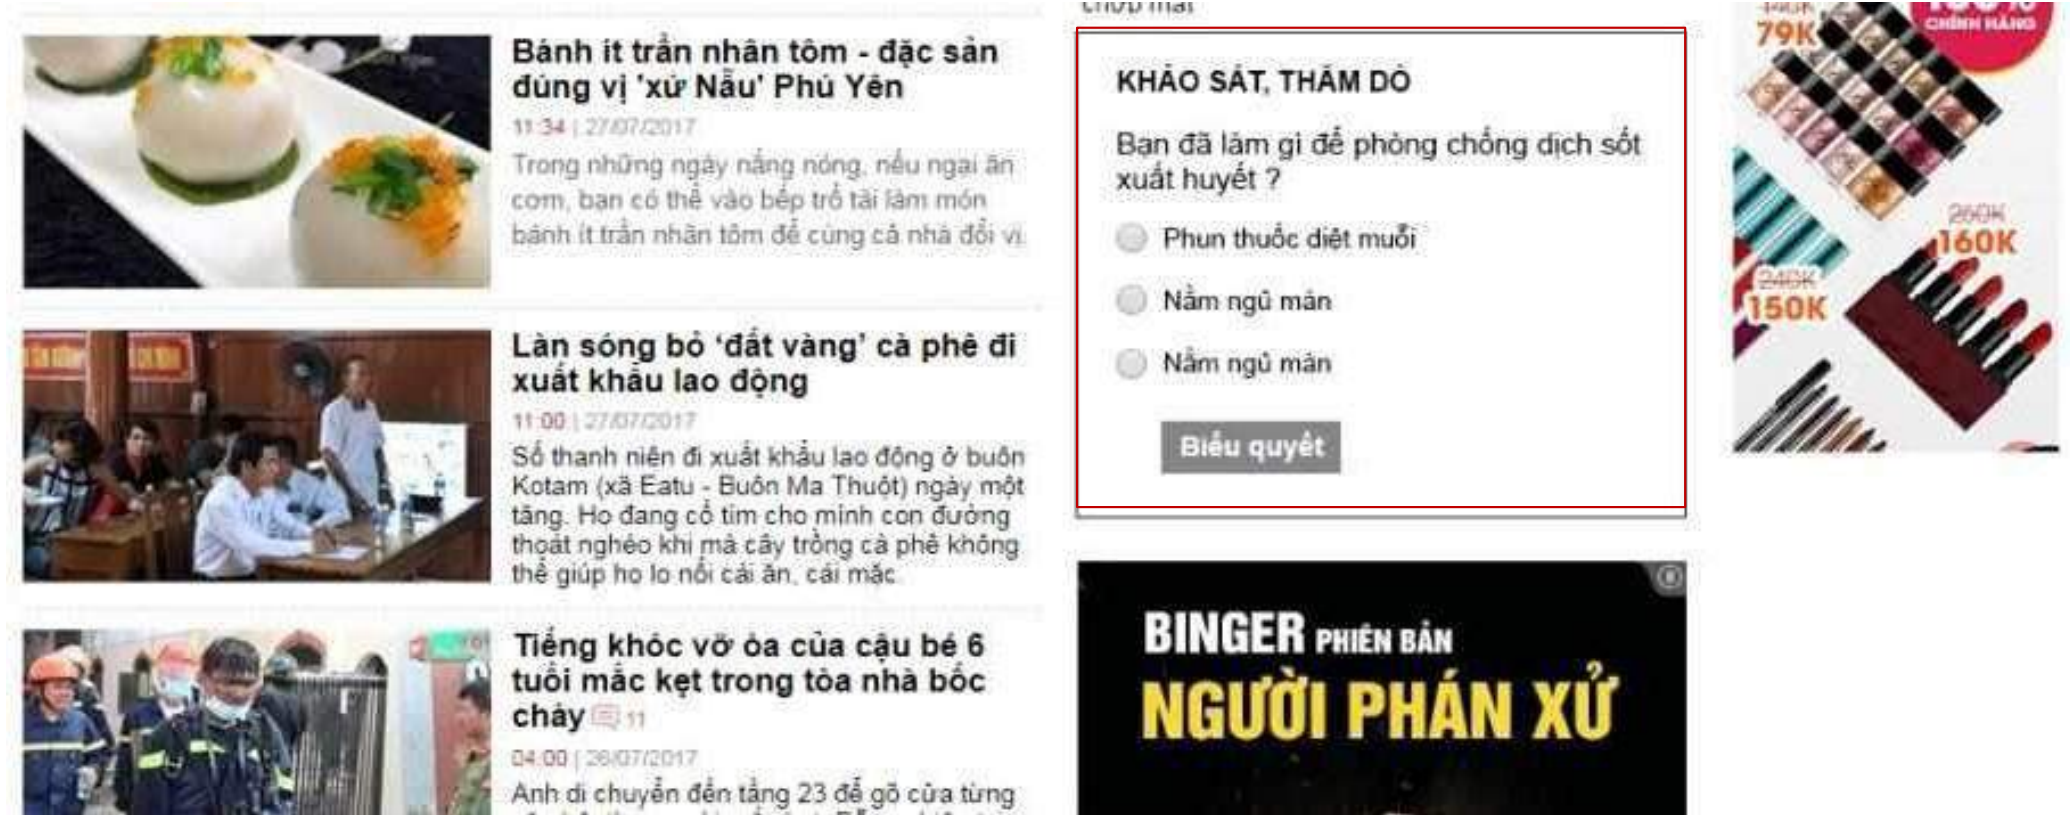 Bánh ít trần nhân tôm - đặc sản
đúng vị 'xứ Nẫu' Phú Yên
11:34 | 27/07/2017
Trong những ngày nắng nóng, nếu ngại ăn
cơm, bạn có thể vào bếp trổ tài làm món
bánh ít trần nhân tôm để cùng cả nhà đổi vị.
Làn sóng bỏ ‘đất vàng’ cà phê đi
xuất khẩu lao động
11:00 | 27/07/2017
Số thanh niên đi xuất khẩu lao động ở buôn
Kotam (xã Eatu - Buôn Ma Thuột) ngày một
tăng. Họ đang cố tìm cho mình con đường
thoát nghèo khi mà cây trồng cà phê không
thể giúp họ lo nổi cái ăn, cái mặc.
Tiếng khóc vỡ òa của cậu bé 6
tuổi mắc kẹt trong tòa nhà bốc
cháy 11
04:00 | 26/07/2017
Anh di chuyển đến tầng 23 để gõ cửa từng
KHẢO SÁT, THĂM DÒ
Bạn đã làm gì để phòng chống dịch sốt
xuất huyết ?
Phun thuốc diệt muỗi
Nằm ngủ màn
Nằm ngủ màn
Biểu quyết
BINGER PHIÊN BẢN
NGƯỜI PHÁN XỬ
79K
CHÍNH HÃNG
260K
160K
240K
150K